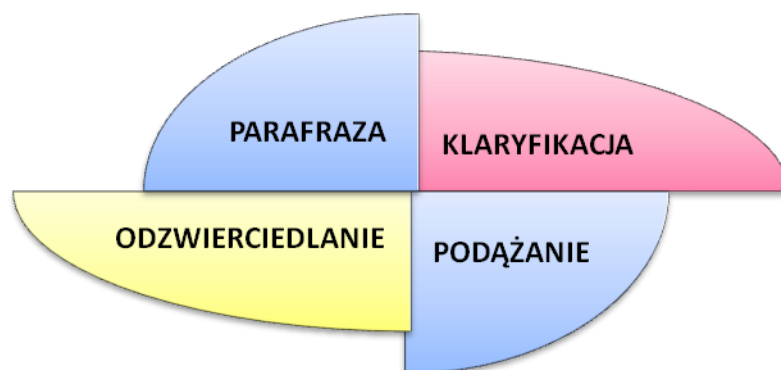 PARAFRAZA
KLARYFIKACJA
ODZWIERCIEDLANIE
PODĄŻANIE